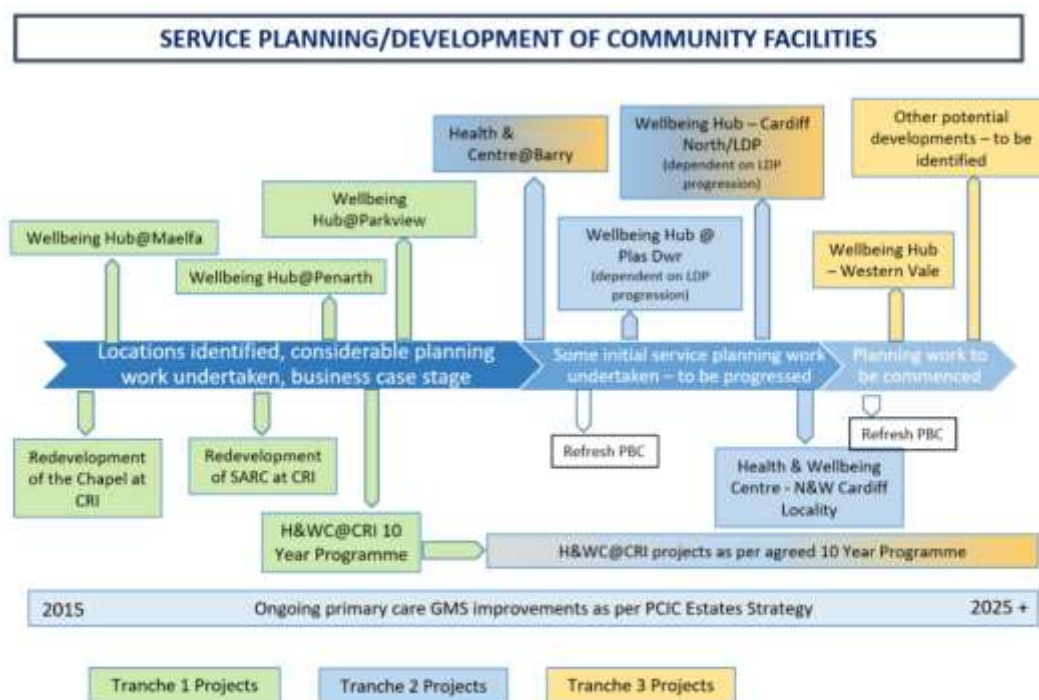 SERVICE PLANNING/DEVELOPMENT OF COMMUNITY FACILITIES
Health &
Centre@Barry
Wellbeing Hub – Cardiff
North/LDP
(dependent on LDP
progression)
Other potential
developments – to be
identified
Wellbeing
Hub@Parkview
Wellbeing Hub@Maelfa
Wellbeing Hub@Penarth
Wellbeing Hub @
Plas Dwr
(dependent on LDP
progression)
Wellbeing Hub
– Western Vale
Locations identified, considerable planning
work undertaken, business case stage
Some initial service planning work
undertaken – to be progressed
Planning work to
be commenced
Redevelopment
of the Chapel at
CRI
Redevelopment
of SARC at CRI
Refresh PBC
Refresh PBC
Health & Wellbeing
Centre - N&W Cardiff
Locality
H&WC@CRI 10
Year Programme
H&WC@CRI projects as per agreed 10 Year Programme
2015
Ongoing primary care GMS improvements as per PCIC Estates Strategy
2025 +
Tranche 1 Projects
Tranche 2 Projects
Tranche 3 Projects